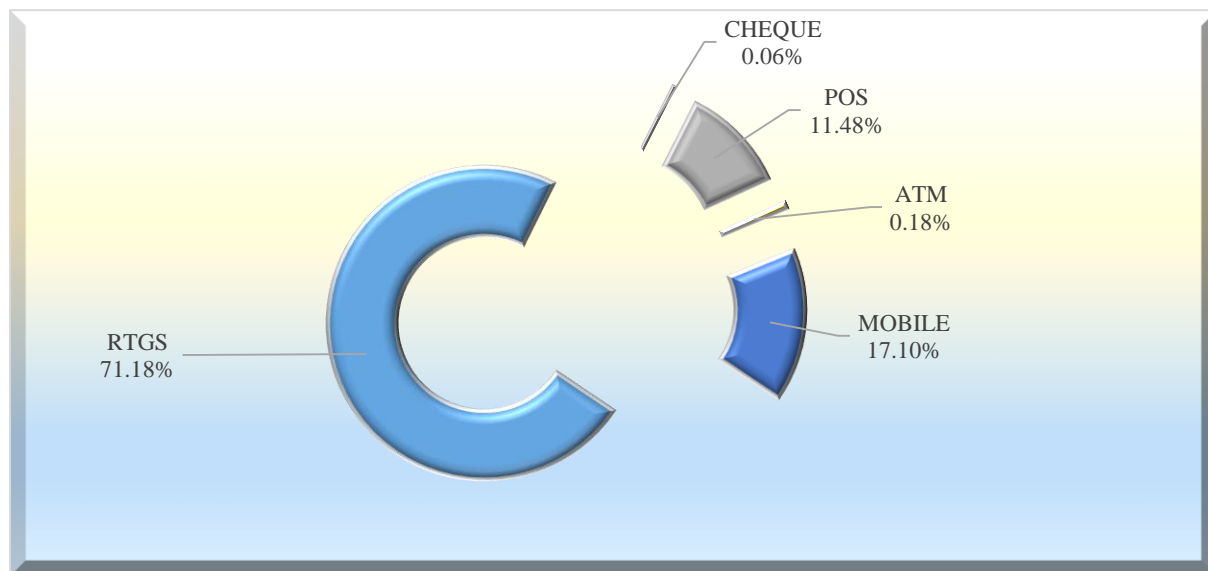 CHEQUE
0.06%
POS
11.48%
ATM
0.18%
MOBILE
17.10%
RTGS
71.18%